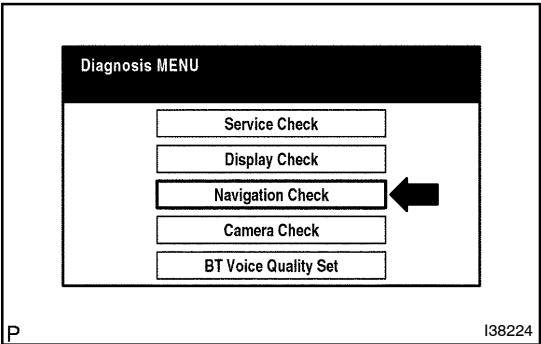 Diagnosis MENU
Service Check
Display Check
Navigation Check
Camera Check
BT Voice Quality Set
P
I38224